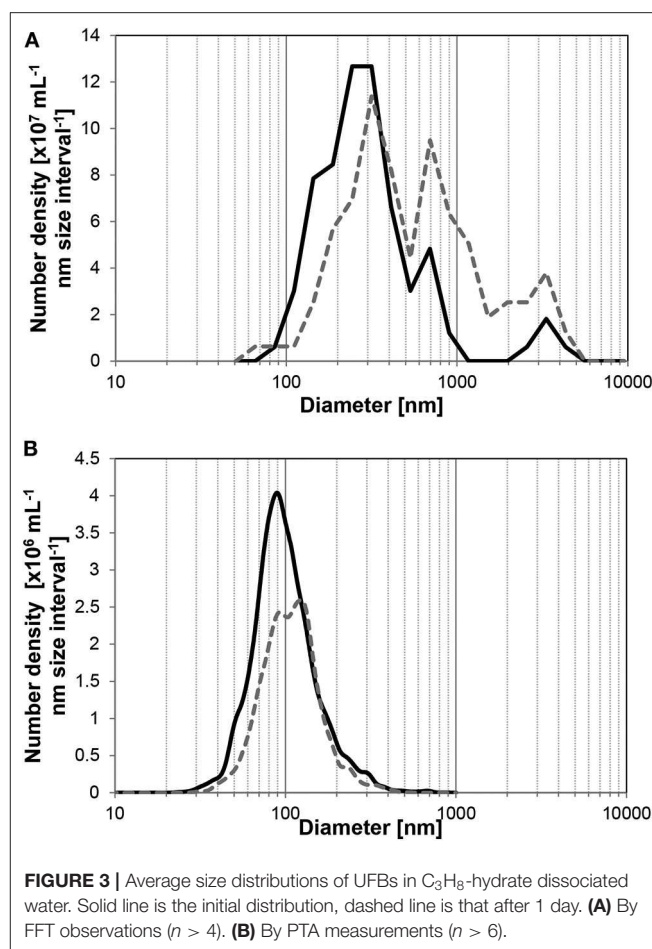 A
Number density [x10⁷ mL⁻¹
nm size interval⁻¹]
14
12
10
8
6
4
2
0
10
100
1000
10000
Diameter [nm]
B
Number density [x10⁶ mL⁻¹
nm size interval⁻¹]
4.5
4
3.5
3
2.5
2
1.5
1
0.5
0
10
100
1000
10000
Diameter [nm]
FIGURE 3 | Average size distributions of UFBs in C₃H₈-hydrate dissociated
water. Solid line is the initial distribution, dashed line is that after 1 day. (A) By
FFT observations (n > 4). (B) By PTA measurements (n > 6).